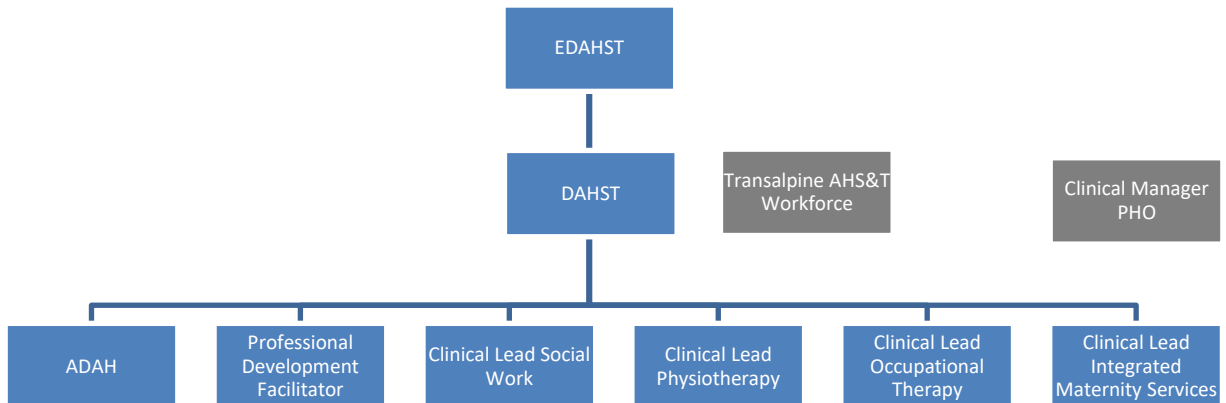 EDAHST
DAHST
Transalpine AHS&T
Workforce
Clinical Manager
PHO
ADAH
Professional
Development
Facilitator
Clinical Lead Social
Work
Clinical Lead
Physiotherapy
Clinical Lead
Occupational
Therapy
Clinical Lead
Integrated
Maternity Services